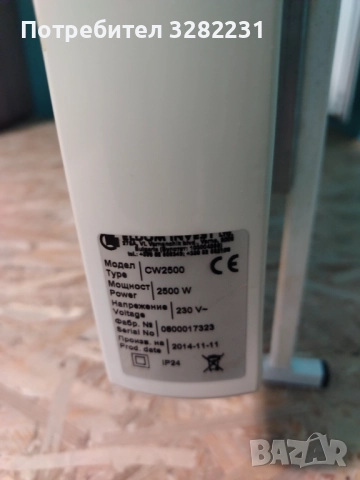 Потребител 3282231
ELDOM INVEST LTD
Модел
Type
CW2500
CE
Мощност
Power
2500 W
Напрежение
Voltage
230 V~
Фабр. №
Serial No
0800017323
Произв. на
Prod. date
2014-11-11
IP24
BAZAR